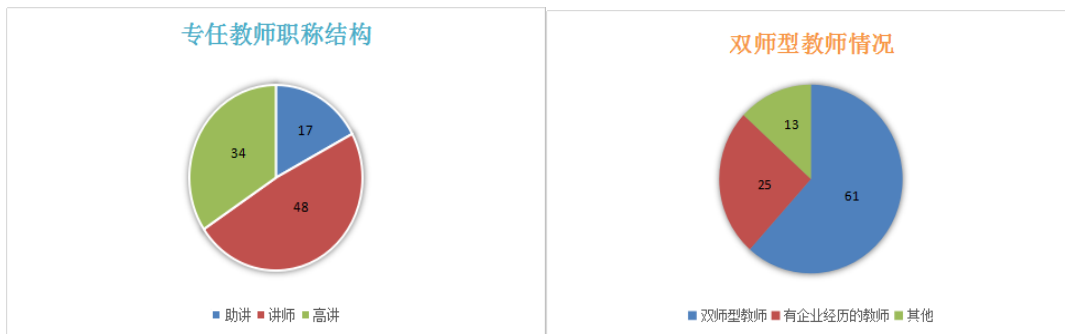 专任教师职称结构
17
34
48
助讲 讲师 高讲
双师型教师情况
13
25
61
双师型教师 有企业经历的教师 其他